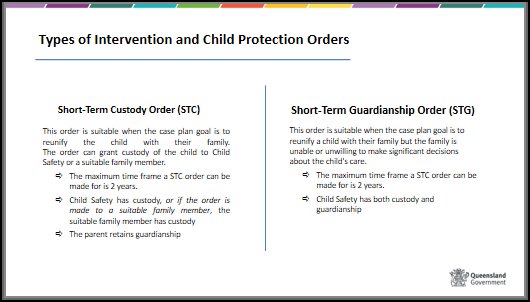 Types of Intervention and Child Protection Orders
Short-Term Custody Order (STC)
This order is suitable when the case plan goal is to
reunify the child with their family.
The order can grant custody of the child to Child
Safety or a suitable family member.
⇨ The maximum time frame a STC order can be
made for is 2 years.
⇨ Child Safety has custody, or if the order is
made to a suitable family member, the
suitable family member has custody
⇨ The parent retains guardianship
Short-Term Guardianship Order (STG)
This order is suitable when the case plan goal is to
reunify a child with their family but the family is
unable or unwilling to make significant decisions
about the child's care.
⇨ The maximum time frame a STC order can be
made for is 2 years.
⇨ Child Safety has both custody and
guardianship
Queensland
Government